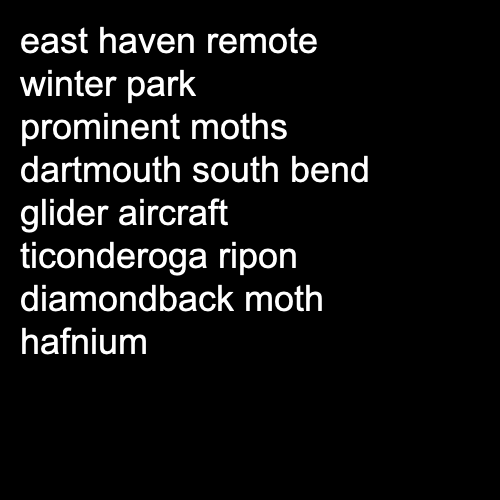 east haven remote
winter park
prominent moths
dartmouth south bend
glider aircraft
ticonderoga ripon
diamondback moth
hafnium